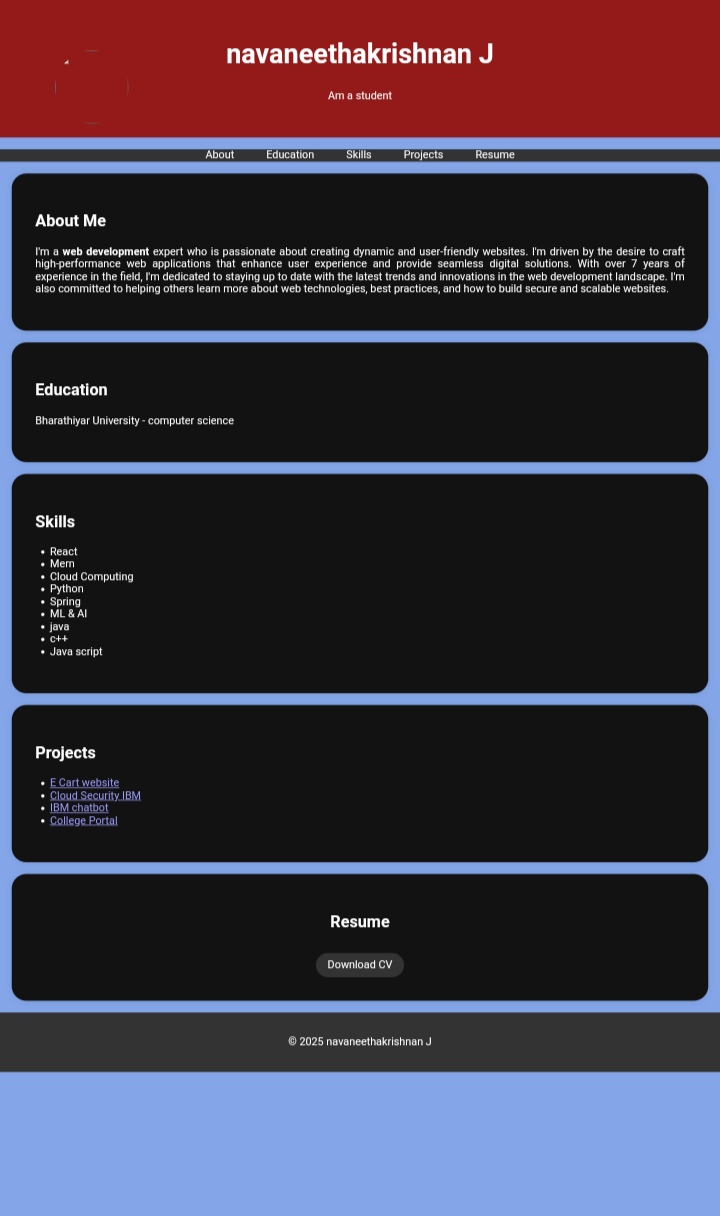 navaneethakrishnan J
Am a student
About Education Skills Projects Resume
About Me
I'm a web development expert who is passionate about creating dynamic and user-friendly websites. I'm driven by the desire to craft
high-performance web applications that enhance user experience and provide seamless digital solutions. With over 7 years of
experience in the field, I'm dedicated to staying up to date with the latest trends and innovations in the web development landscape. I'm
also committed to helping others learn more about web technologies, best practices, and how to build secure and scalable websites.
Education
Bharathiyar University - computer science
Skills
• React
• Mern
• Cloud Computing
• Python
• Spring
• ML & AI
• java
• c++
• Java script
Projects
• E Cart website
• Cloud Security IBM
• IBM chatbot
• College Portal
Resume
Download CV
© 2025 navaneethakrishnan J